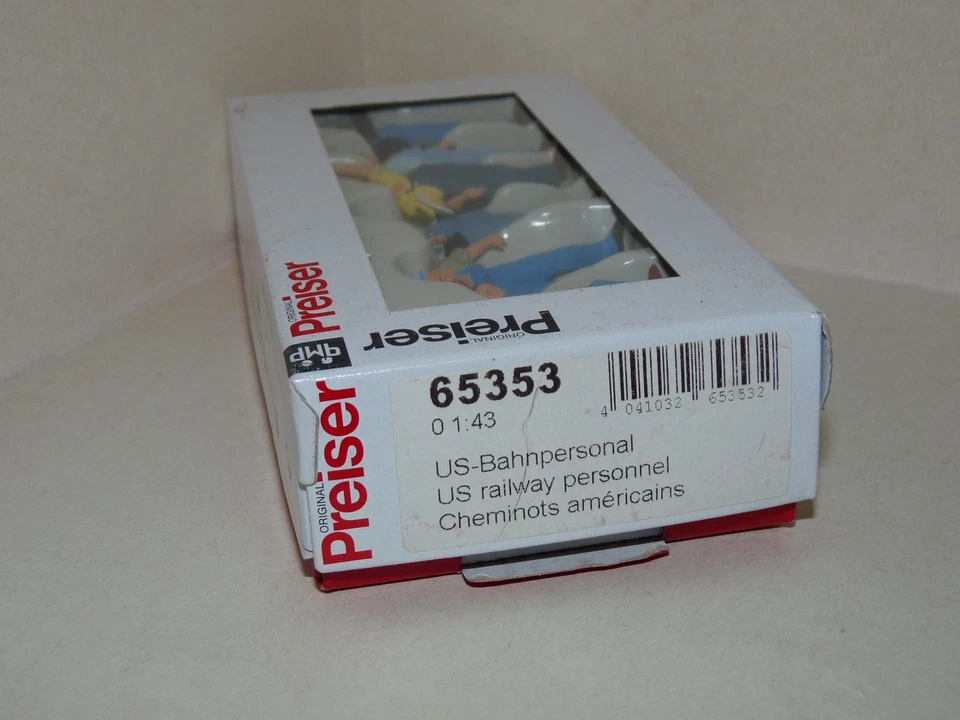 ORIGINAL
Preiser
PMP
ORIGINAL
Preiser
ORIGINAL
Preiser
65353
0 1:43
4 041032 653532
US-Bahnpersonal
US railway personnel
Cheminots américains